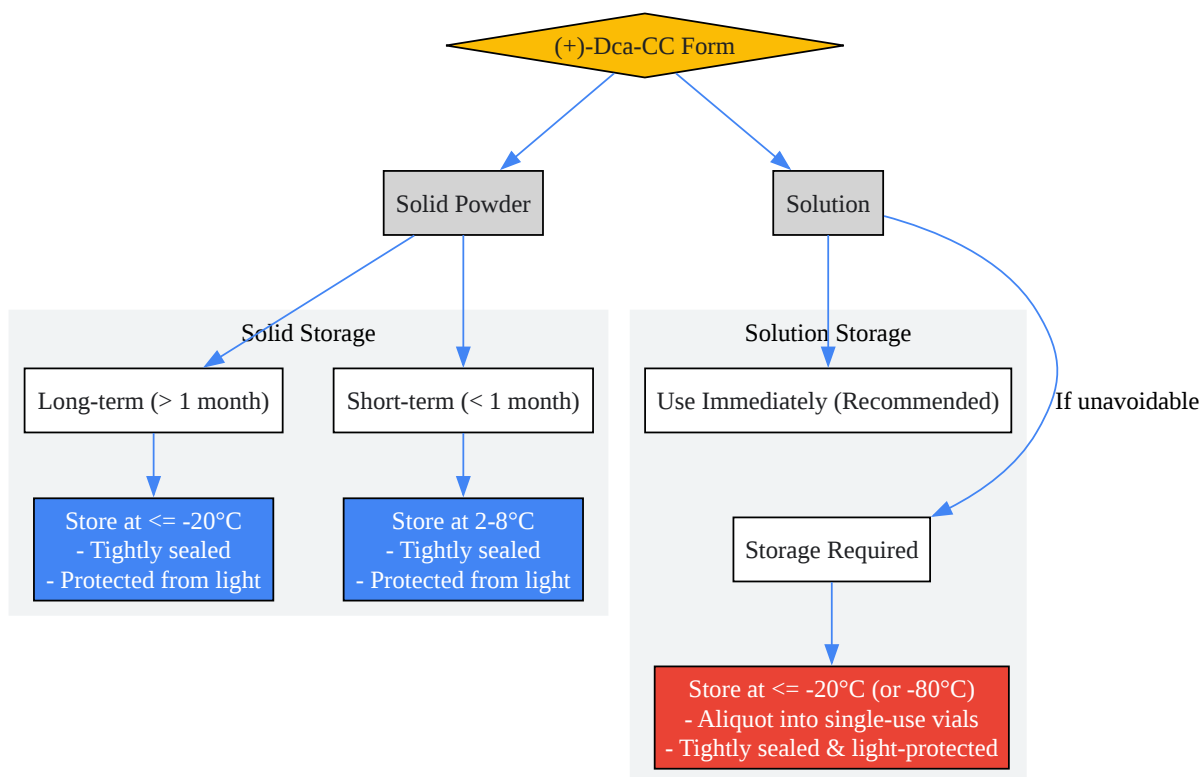 (+)-Dca-CC Form
Solid Powder
Solution
Solid Storage
Solution Storage
Long-term (> 1 month)
Short-term (< 1 month)
Use Immediately (Recommended)
If unavoidable
Store at <= -20°C
- Tightly sealed
- Protected from light
Store at 2-8°C
- Tightly sealed
- Protected from light
Storage Required
Store at <= -20°C (or -80°C)
- Aliquot into single-use vials
- Tightly sealed & light-protected